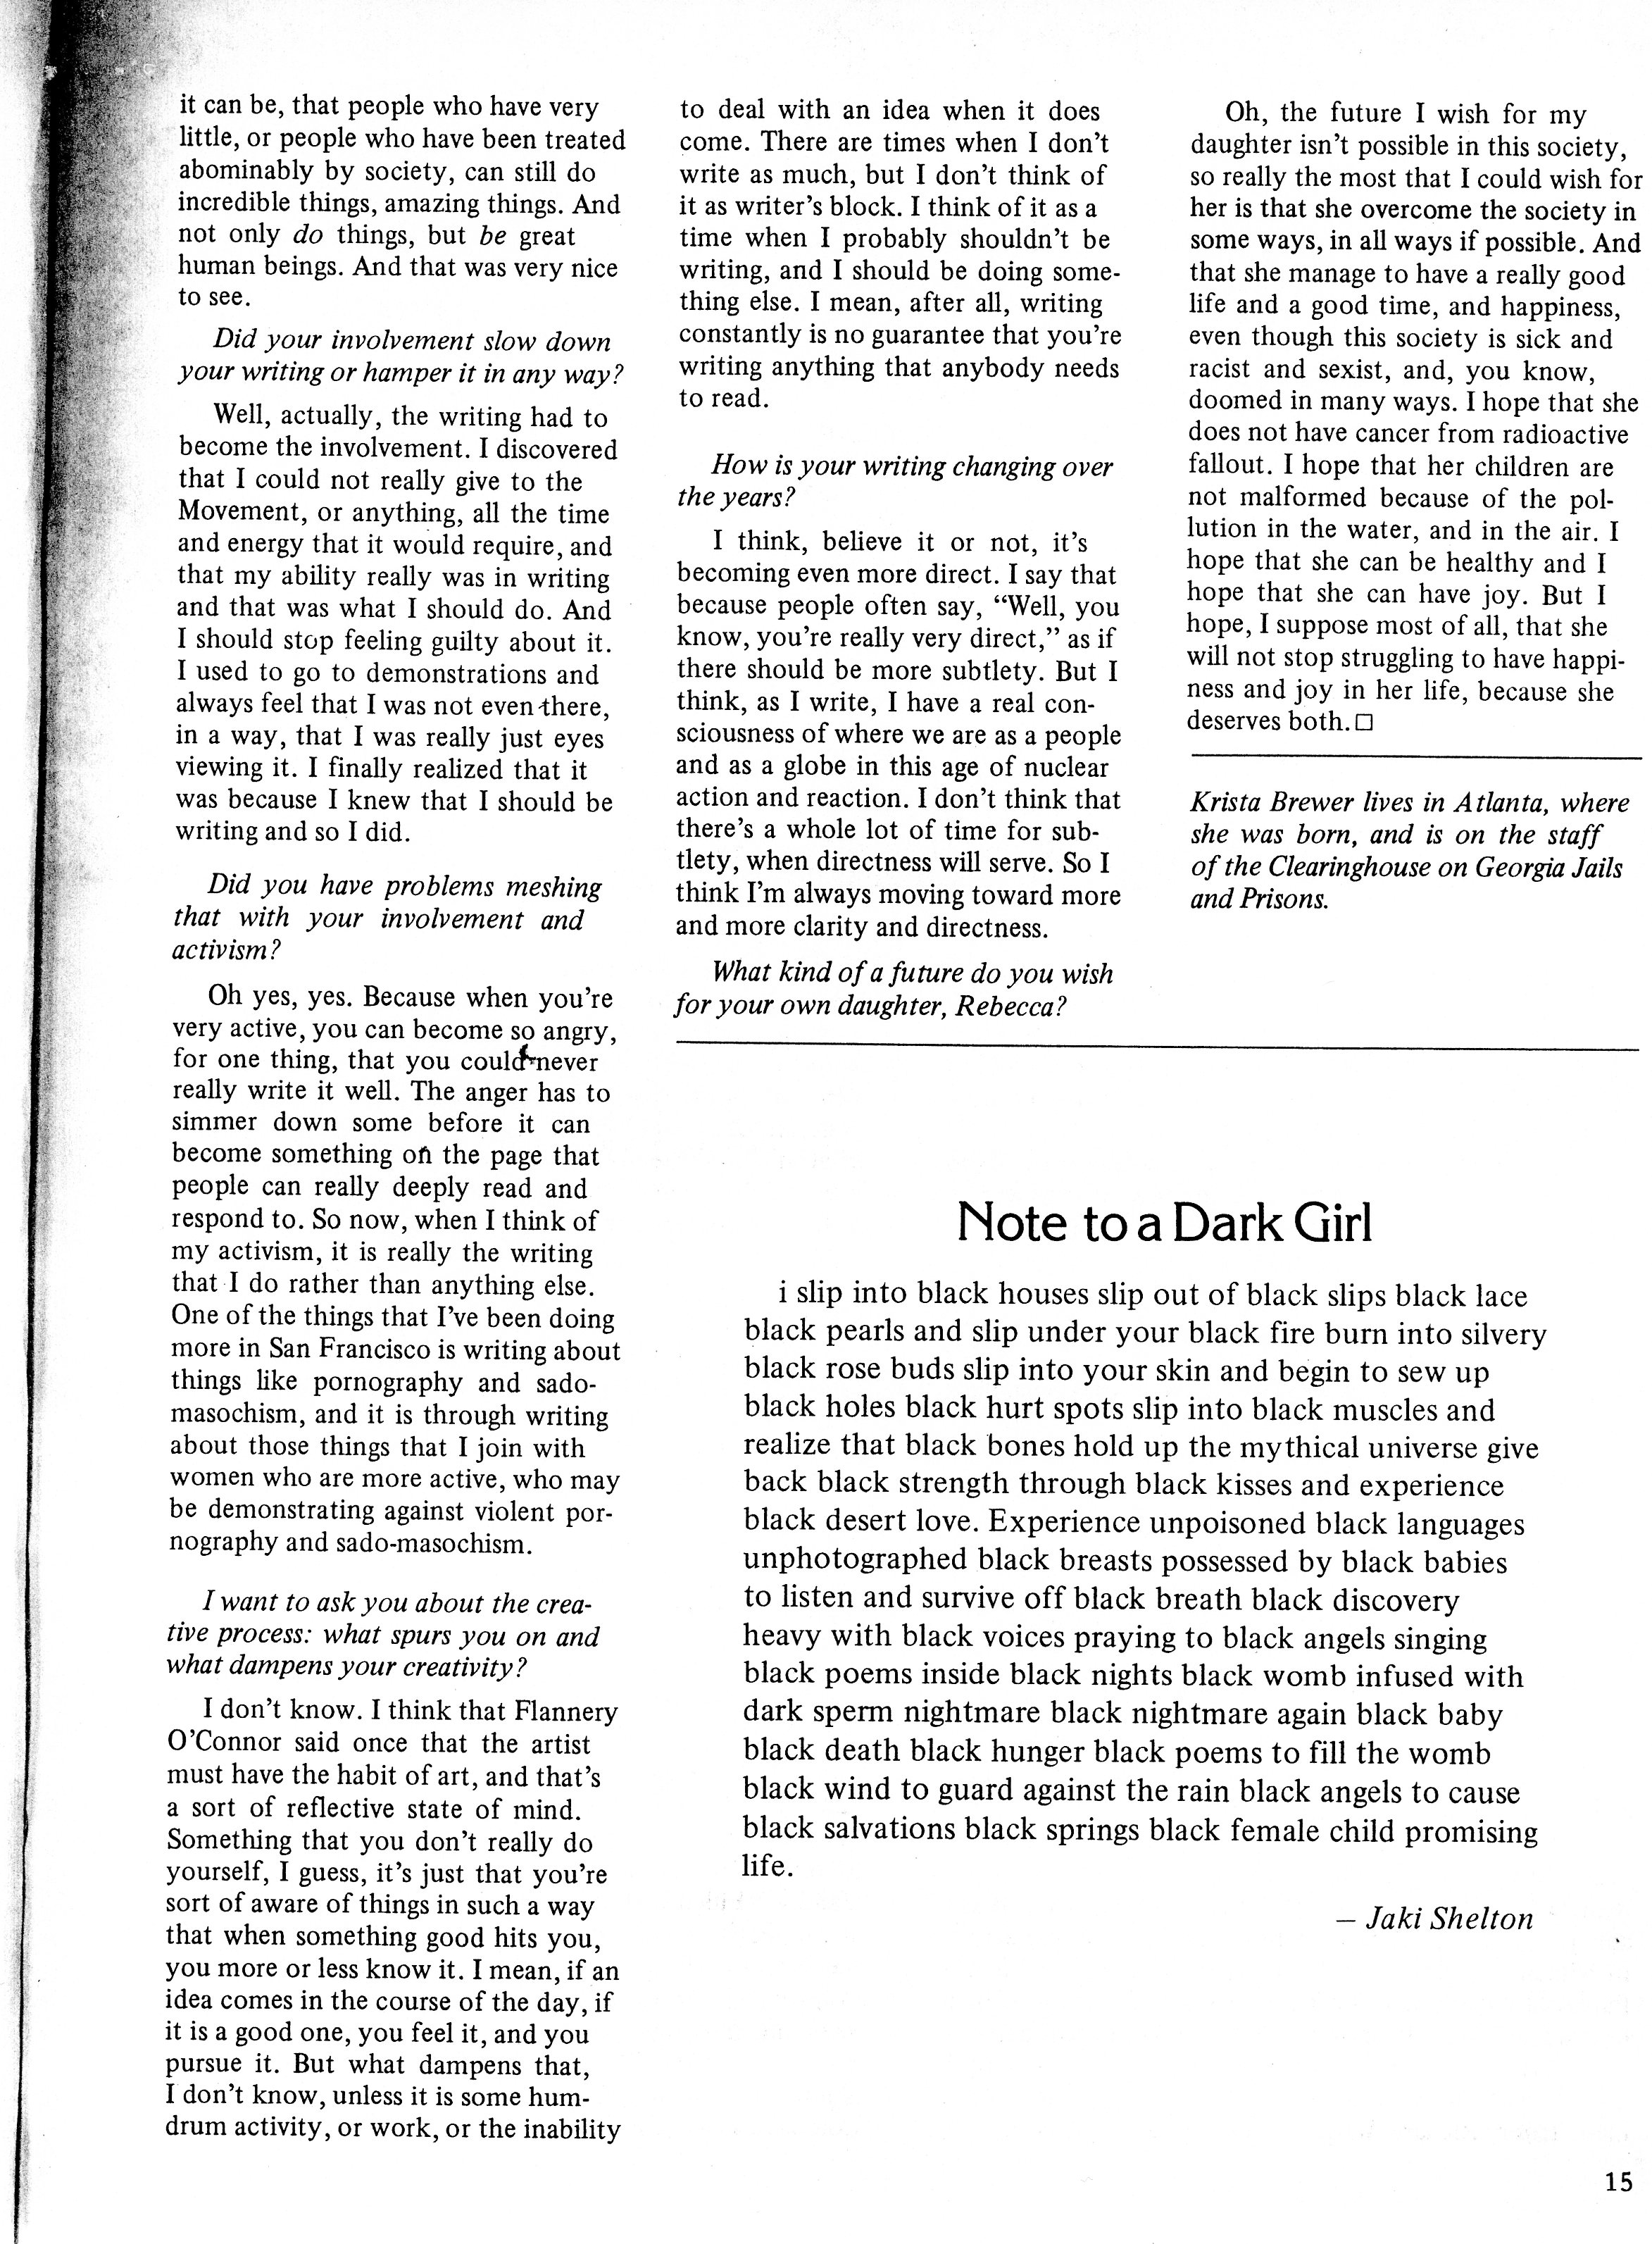 it can be, that people who have very
little, or people who have been treated
abominably by society, can still do
incredible things, amazing things. And
not only do things, but be great
human beings. And that was very nice
to see.
Did your involvement slow down
your writing or hamper it in any way?
Well, actually, the writing had to
become the involvement. I discovered
that I could not really give to the
Movement, or anything, all the time
and energy that it would require, and
that my ability really was in writing
and that was what I should do. And
I should stop feeling guilty about it.
I used to go to demonstrations and
always feel that I was not even there,
in a way, that I was really just eyes
viewing it. I finally realized that it
was because I knew that I should be
writing and so I did.
Did you have problems meshing
that with your involvement and
activism?
Oh yes, yes. Because when you're
very active, you can become so angry,
for one thing, that you could never
really write it well. The anger has to
simmer down some before it can
become something on the page that
people can really deeply read and
respond to. So now, when I think of
my activism, it is really the writing
that I do rather than anything else.
One of the things that I've been doing
more in San Francisco is writing about
things like pornography and sado-
masochism, and it is through writing
about those things that I join with
women who are more active, who may
be demonstrating against violent por-
nography and sado-masochism.
I want to ask you about the crea-
tive process: what spurs you on and
what dampens your creativity?
I don't know. I think that Flannery
O'Connor said once that the artist
must have the habit of art, and that's
a sort of reflective state of mind.
Something that you don't really do
yourself, I guess, it's just that you're
sort of aware of things in such a way
that when something good hits you,
you more or less know it. I mean, if an
idea comes in the course of the day, if
it is a good one, you feel it, and you
pursue it. But what dampens that,
I don't know, unless it is some hum-
drum activity, or work, or the inability
to deal with an idea when it does
come. There are times when I don't
write as much, but I don't think of
it as writer's block. I think of it as a
time when I probably shouldn't be
writing, and I should be doing some-
thing else. I mean, after all, writing
constantly is no guarantee that you're
writing anything that anybody needs
to read.
How is your writing changing over
the years?
I think, believe it or not, it's
becoming even more direct. I say that
because people often say, “Well, you
know, you're really very direct,” as if
there should be more subtlety. But I
think, as I write, I have a real con-
sciousness of where we are as a people
and as a globe in this age of nuclear
action and reaction. I don't think that
there's a whole lot of time for sub-
tlety, when directness will serve. So I
think I'm always moving toward more
and more clarity and directness.
What kind of a future do you wish
for your own daughter, Rebecca?
Oh, the future I wish for my
daughter isn't possible in this society,
so really the most that I could wish for
her is that she overcome the society in
some ways, in all ways if possible. And
that she manage to have a really good
life and a good time, and happiness,
even though this society is sick and
racist and sexist, and, you know,
doomed in many ways. I hope that she
does not have cancer from radioactive
fallout. I hope that her children are
not malformed because of the pol-
lution in the water, and in the air. I
hope that she can be healthy and I
hope that she can have joy. But I
hope, I suppose most of all, that she
will not stop struggling to have happi-
ness and joy in her life, because she
deserves both. □
Krista Brewer lives in Atlanta, where
she was born, and is on the staff
of the Clearinghouse on Georgia Jails
and Prisons.
Note to a Dark Girl
i slip into black houses slip out of black slips black lace
black pearls and slip under your black fire burn into silvery
black rose buds slip into your skin and begin to sew up
black holes black hurt spots slip into black muscles and
realize that black bones hold up the mythical universe give
back black strength through black kisses and experience
black desert love. Experience unpoisoned black languages
unphotographed black breasts possessed by black babies
to listen and survive off black breath black discovery
heavy with black voices praying to black angels singing
black poems inside black nights black womb infused with
dark sperm nightmare black nightmare again black baby
black death black hunger black poems to fill the womb
black wind to guard against the rain black angels to cause
black salvations black springs black female child promising
life.
— Jaki Shelton
15